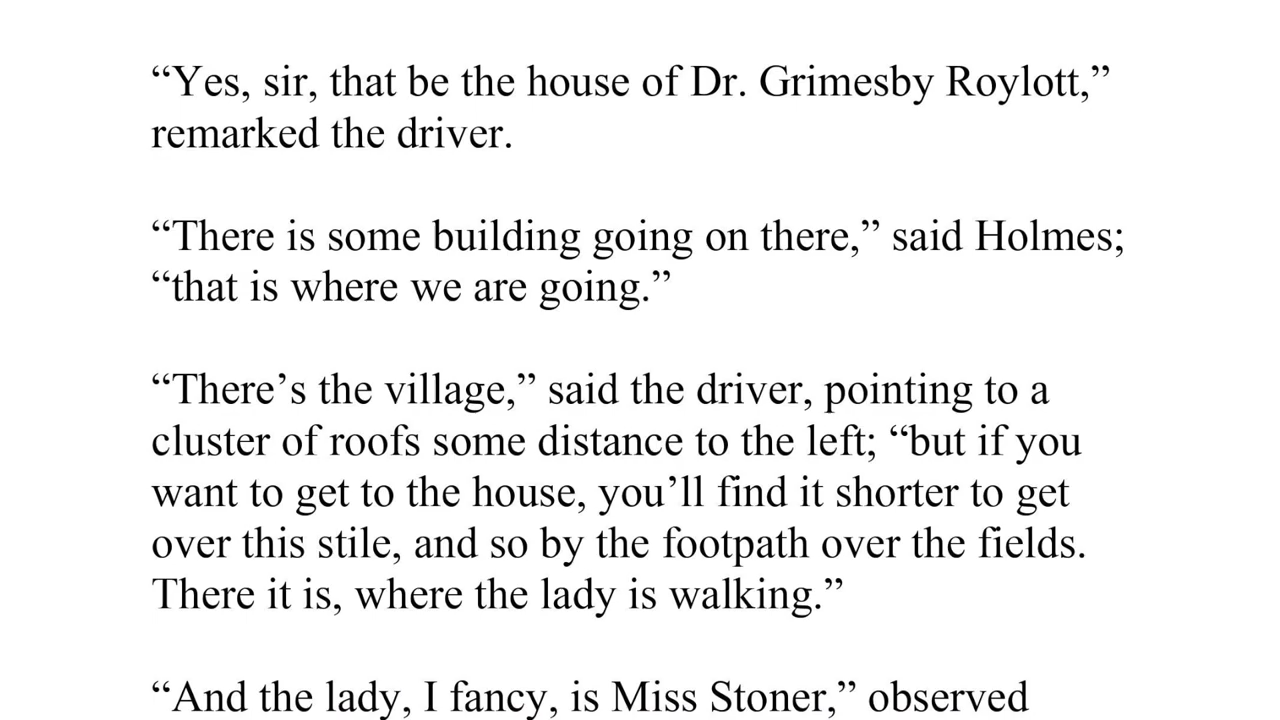 “Yes, sir, that be the house of Dr. Grimesby Roylott,”
remarked the driver.
“There is some building going on there,” said Holmes;
“that is where we are going.”
“There’s the village,” said the driver, pointing to a
cluster of roofs some distance to the left; “but if you
want to get to the house, you’ll find it shorter to get
over this stile, and so by the footpath over the fields.
There it is, where the lady is walking.”
“And the lady, I fancy, is Miss Stoner,” observed